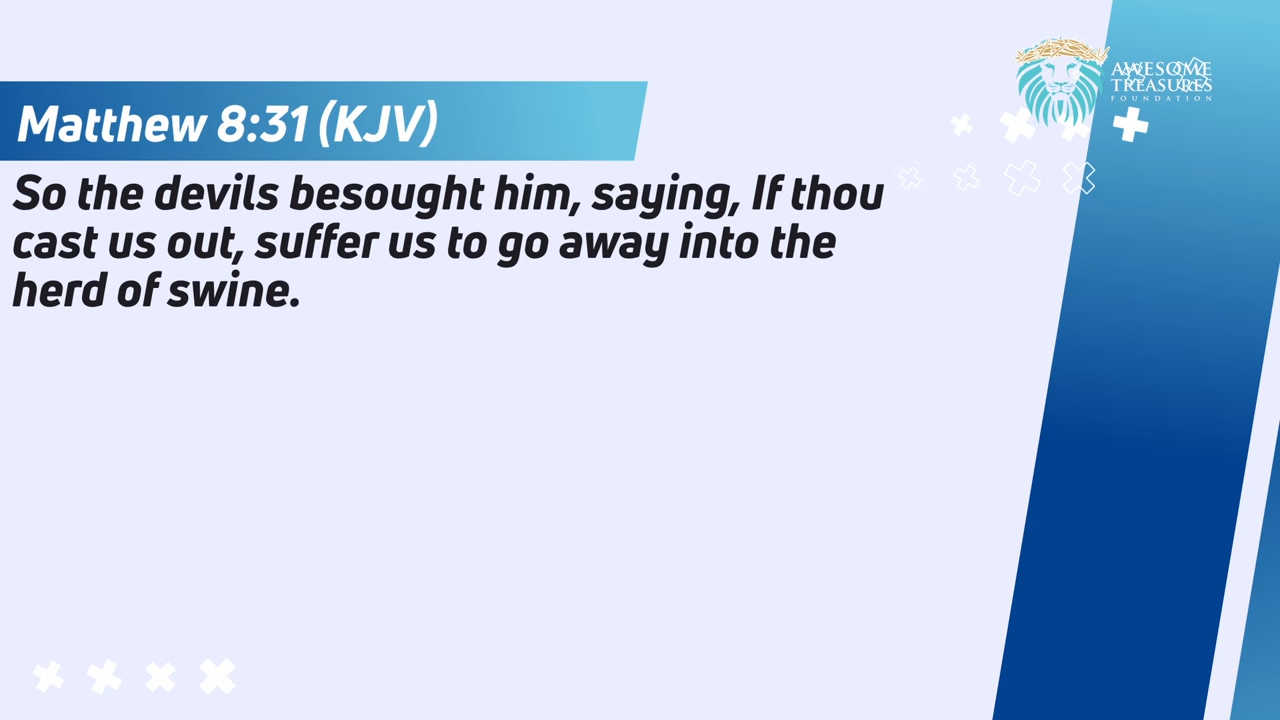 AWESOME
TREASURES
FOUNDATION
Matthew 8:31 (KJV)
So the devils besought him, saying, If thou
cast us out, suffer us to go away into the
herd of swine.